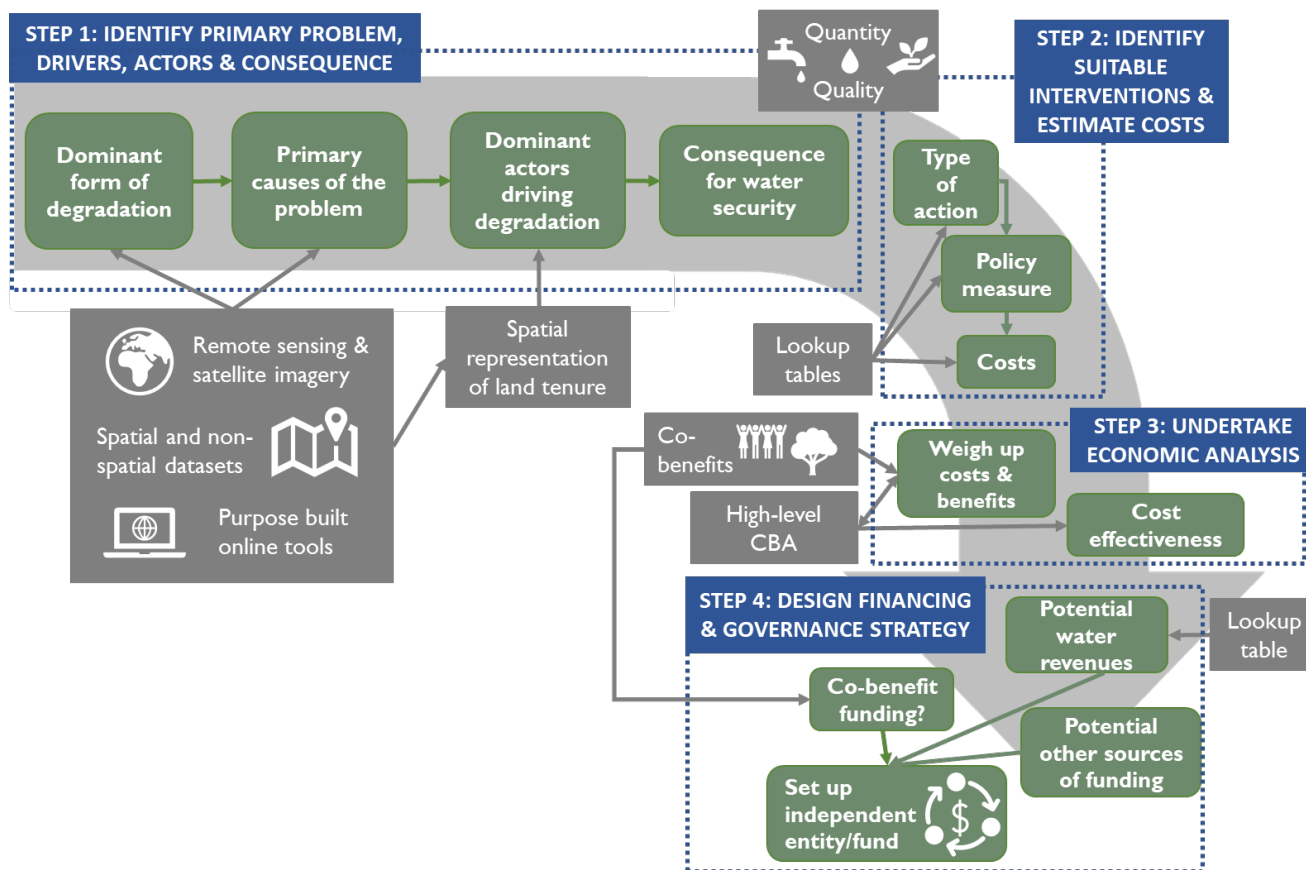 STEP 1: IDENTIFY PRIMARY PROBLEM,
DRIVERS, ACTORS & CONSEQUENCE
Quantity
Quality
STEP 2: IDENTIFY
SUITABLE
INTERVENTIONS &
ESTIMATE COSTS
Dominant
form of
degradation
Primary
causes of the
problem
Dominant
actors
driving
degradation
Consequence
for water
security
Type
of
action
Policy
measure
Costs
Remote sensing &
satellite imagery
Spatial and non-
spatial datasets
Purpose built
online tools
Spatial
representation
of land tenure
Lookup
tables
Co-
benefits
High-level
CBA
STEP 3: UNDERTAKE
ECONOMIC ANALYSIS
Weigh up
costs &
benefits
Cost
effectiveness
STEP 4: DESIGN FINANCING
& GOVERNANCE STRATEGY
Potential
water
revenues
Lookup
table
Co-benefit
funding?
Potential
other sources
of funding
Set up
independent
entity/fund
$